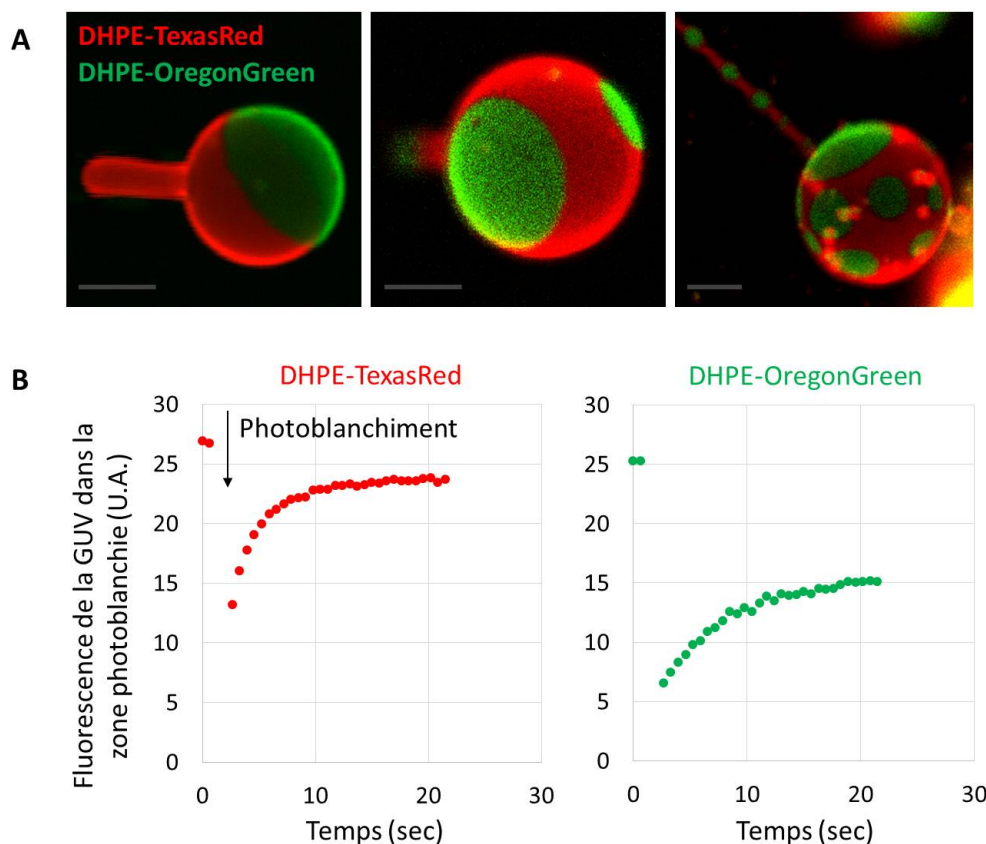 A
DHPE-TexasRed
DHPE-OregonGreen
B
DHPE-TexasRed
Fluorescence de la GUV dans la
zone photoblanchie (U.A.)
30
25
20
15
10
5
0
Photoblanchiment
0
10
20
30
Temps (sec)
DHPE-OregonGreen
30
25
20
15
10
5
0
0
10
20
30
Temps (sec)